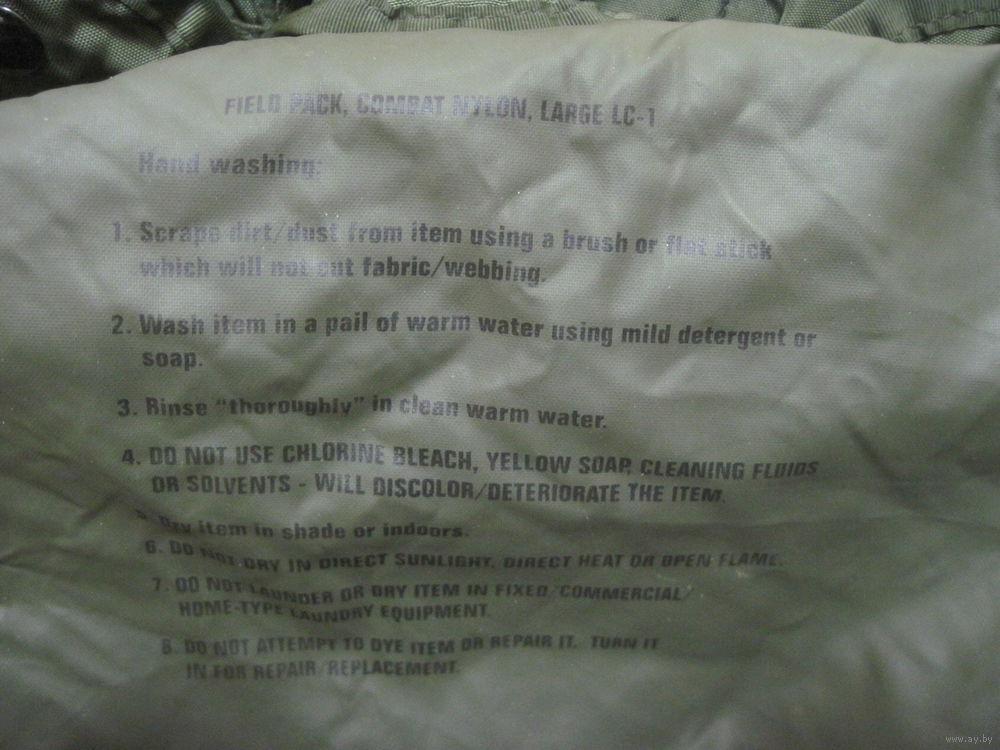 FIELD PACK, COMBAT NYLON, LARGE LC-1
Hand washing:
1. Scrape dirt/dust from item using a brush or flat stick
which will not cut fabric/webbing.
2. Wash item in a pail of warm water using mild detergent or
soap.
3. Rinse "thoroughly" in clean warm water.
4. DO NOT USE CHLORINE BLEACH, YELLOW SOAP, CLEANING FLUIDS
OR SOLVENTS - WILL DISCOLOR/DETERIORATE THE ITEM.
5. Dry item in shade or indoors.
6. DO NOT DRY IN DIRECT SUNLIGHT, DIRECT HEAT OR OPEN FLAME.
7. DO NOT LAUNDER OR DRY ITEM IN FIXED/COMMERCIAL/
HOME-TYPE LAUNDRY EQUIPMENT.
8. DO NOT ATTEMPT TO DYE ITEM OR REPAIR IT. TURN IT
IN FOR REPAIR/REPLACEMENT.
www.ay.by